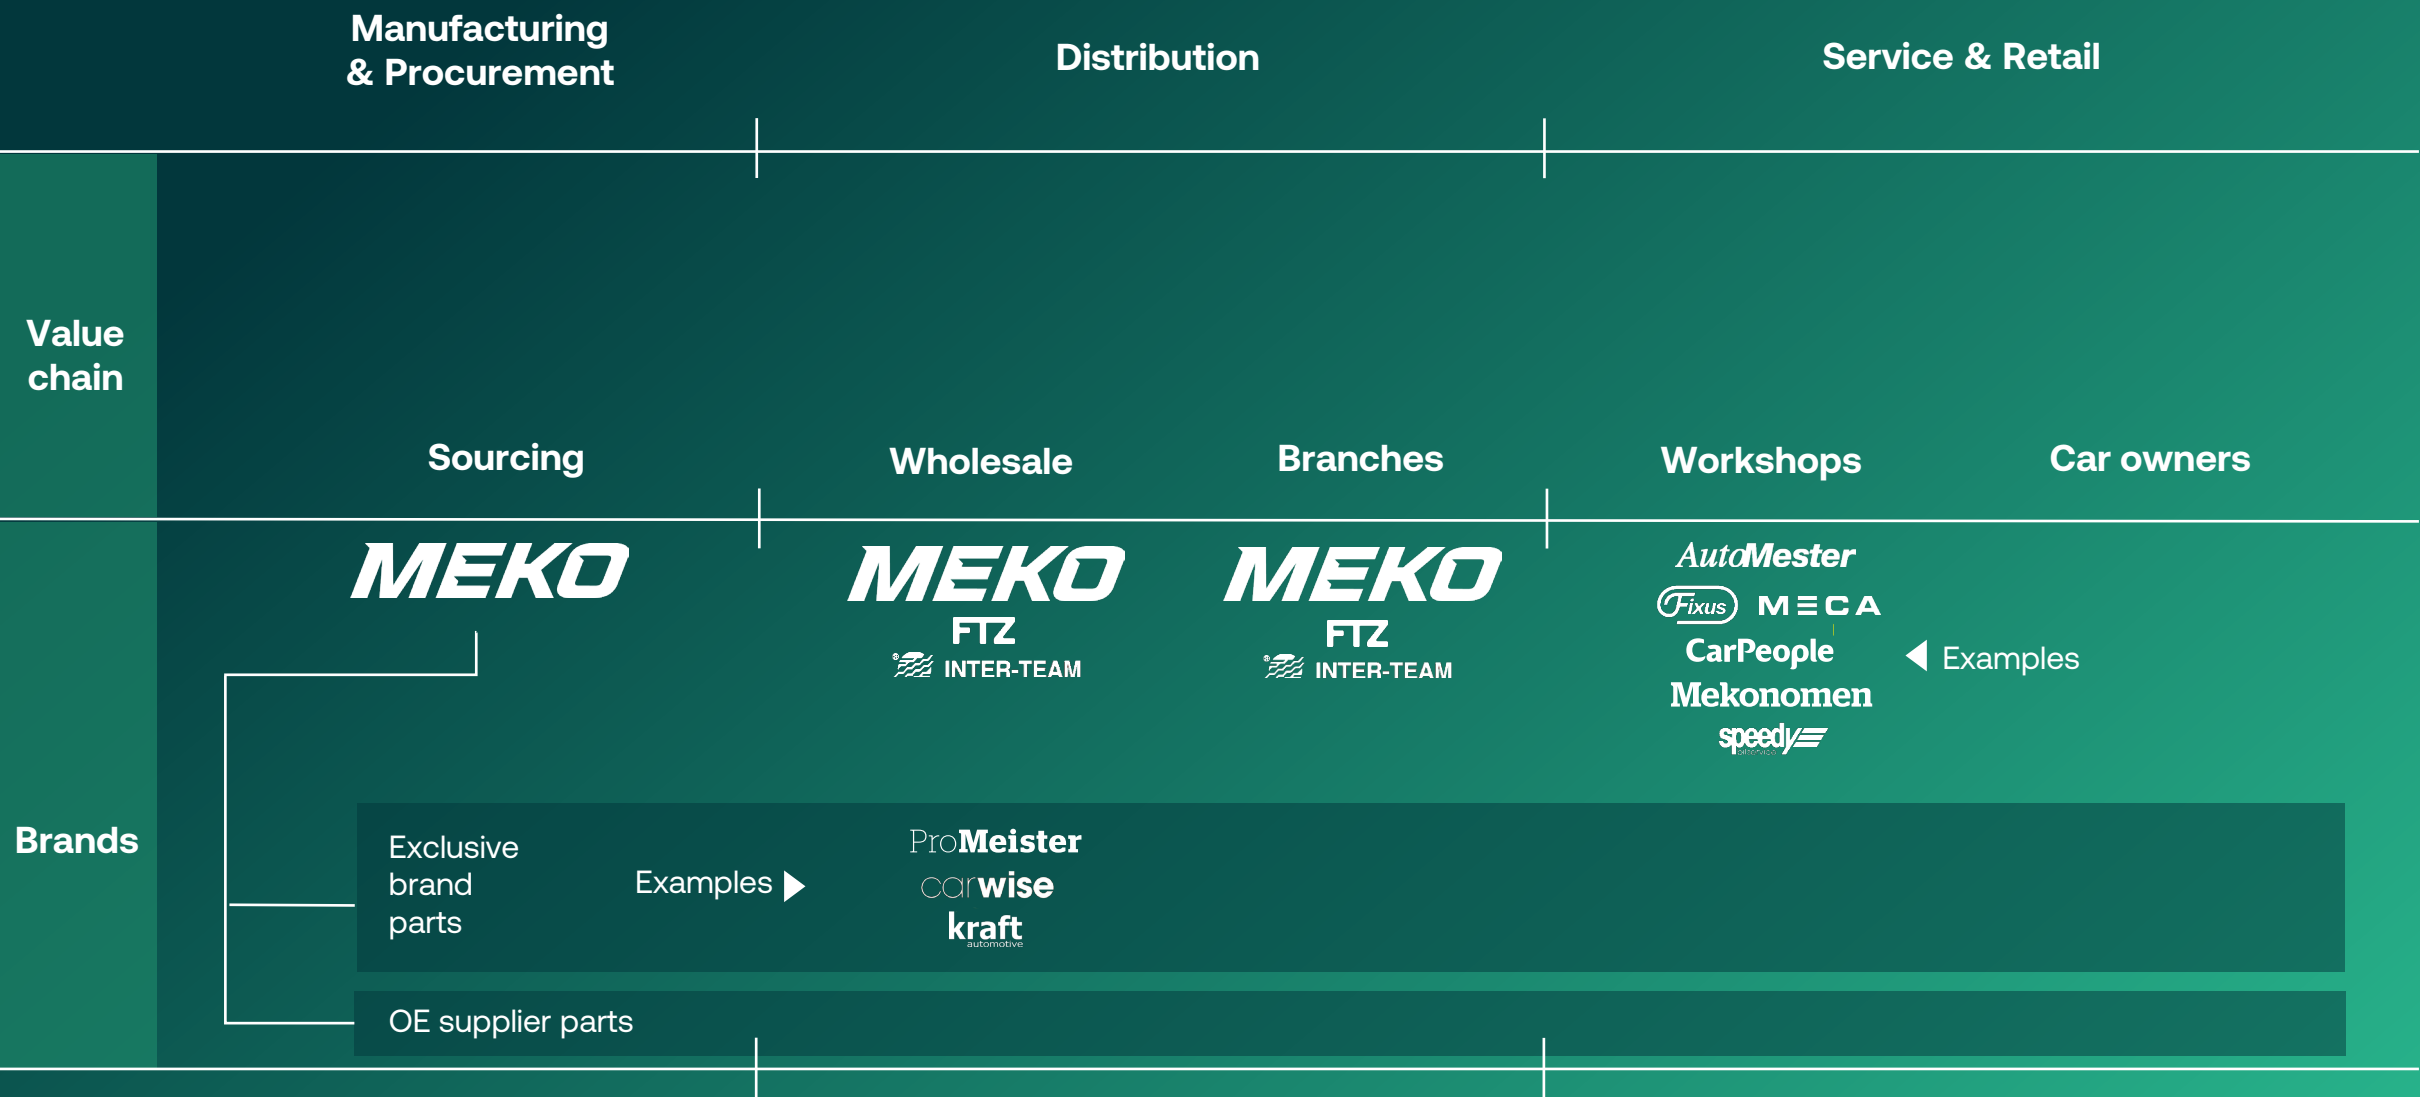 Manufacturing
& Procurement
Distribution
Service & Retail
Value
chain
Sourcing
Wholesale
Branches
Workshops
Car owners
Brands
MEKO
MEKO
FTZ
® INTER-TEAM
MEKO
FTZ
® INTER-TEAM
AutoMester
Fixus MECA
CarPeople
Mekonomen
speedy
Examples
Exclusive
brand
parts
Examples
ProMeister
carwise
kraft
automotive
OE supplier parts